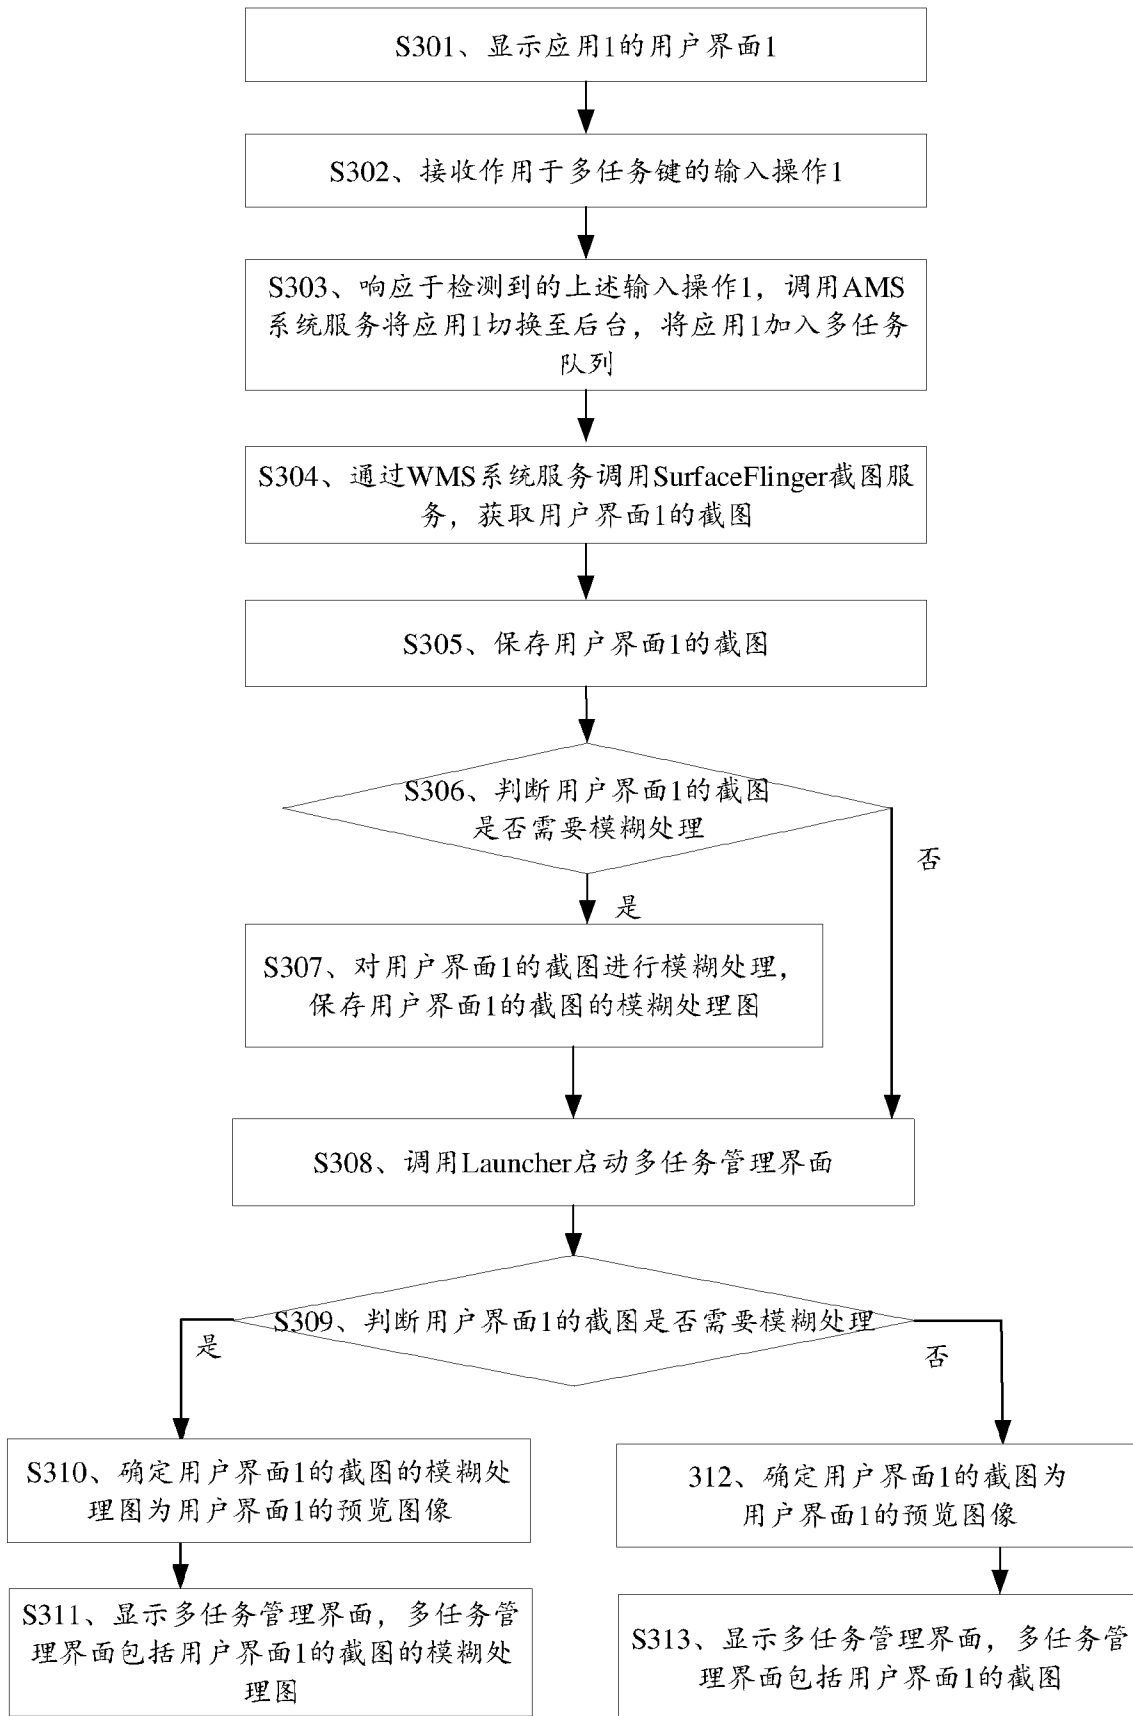 S301、显示应用1的用户界面1
S302、接收作用于多任务键的输入操作1
S303、响应于检测到的上述输入操作1，调用AMS
系统服务将应用1切换至后台，将应用1加入多任务
队列
S304、通过WMS系统服务调用SurfaceFlinger截图服
务，获取用户界面1的截图
S305、保存用户界面1的截图
S306、判断用户界面1的截图
是否需要模糊处理
否
是
S307、对用户界面1的截图进行模糊处理，
保存用户界面1的截图的模糊处理图
S308、调用Launcher启动多任务管理界面
S309、判断用户界面1的截图是否需要模糊处理
是
否
S310、确定用户界面1的截图的模糊处
理图为用户界面1的预览图像
312、确定用户界面1的截图为
用户界面1的预览图像
S311、显示多任务管理界面，多任务管
理界面包括用户界面1的截图的模糊处
理图
S313、显示多任务管理界面，多任务管
理界面包括用户界面1的截图